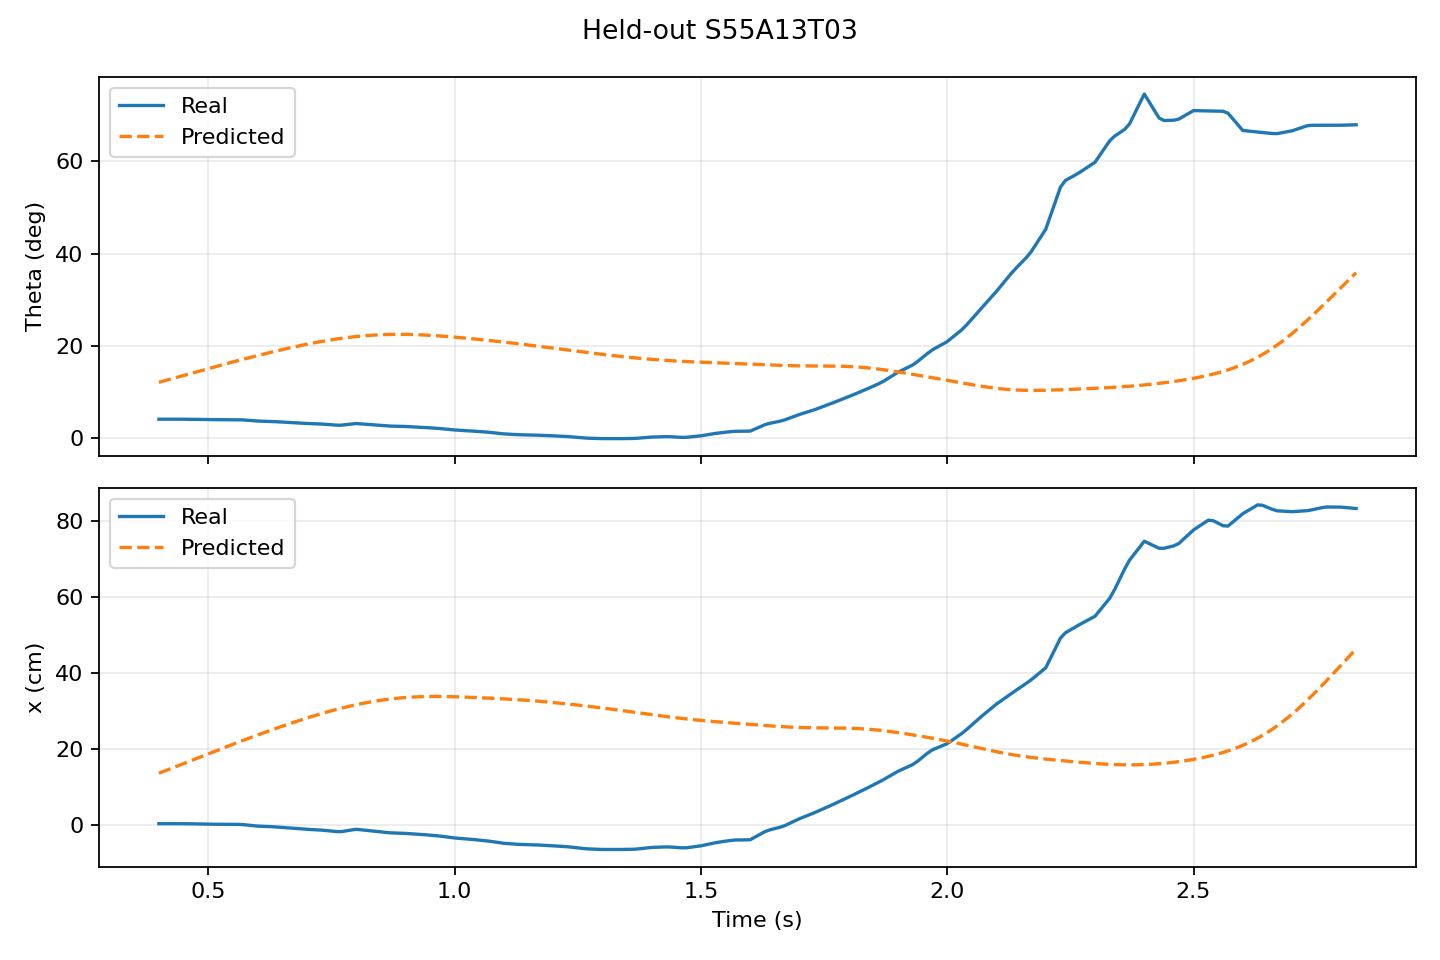 Held-out S55A13T03
Real
Predicted
Theta (deg)
60
40
20
0
Real
Predicted
x (cm)
80
60
40
20
0
0.5 1.0 1.5 2.0 2.5
Time (s)